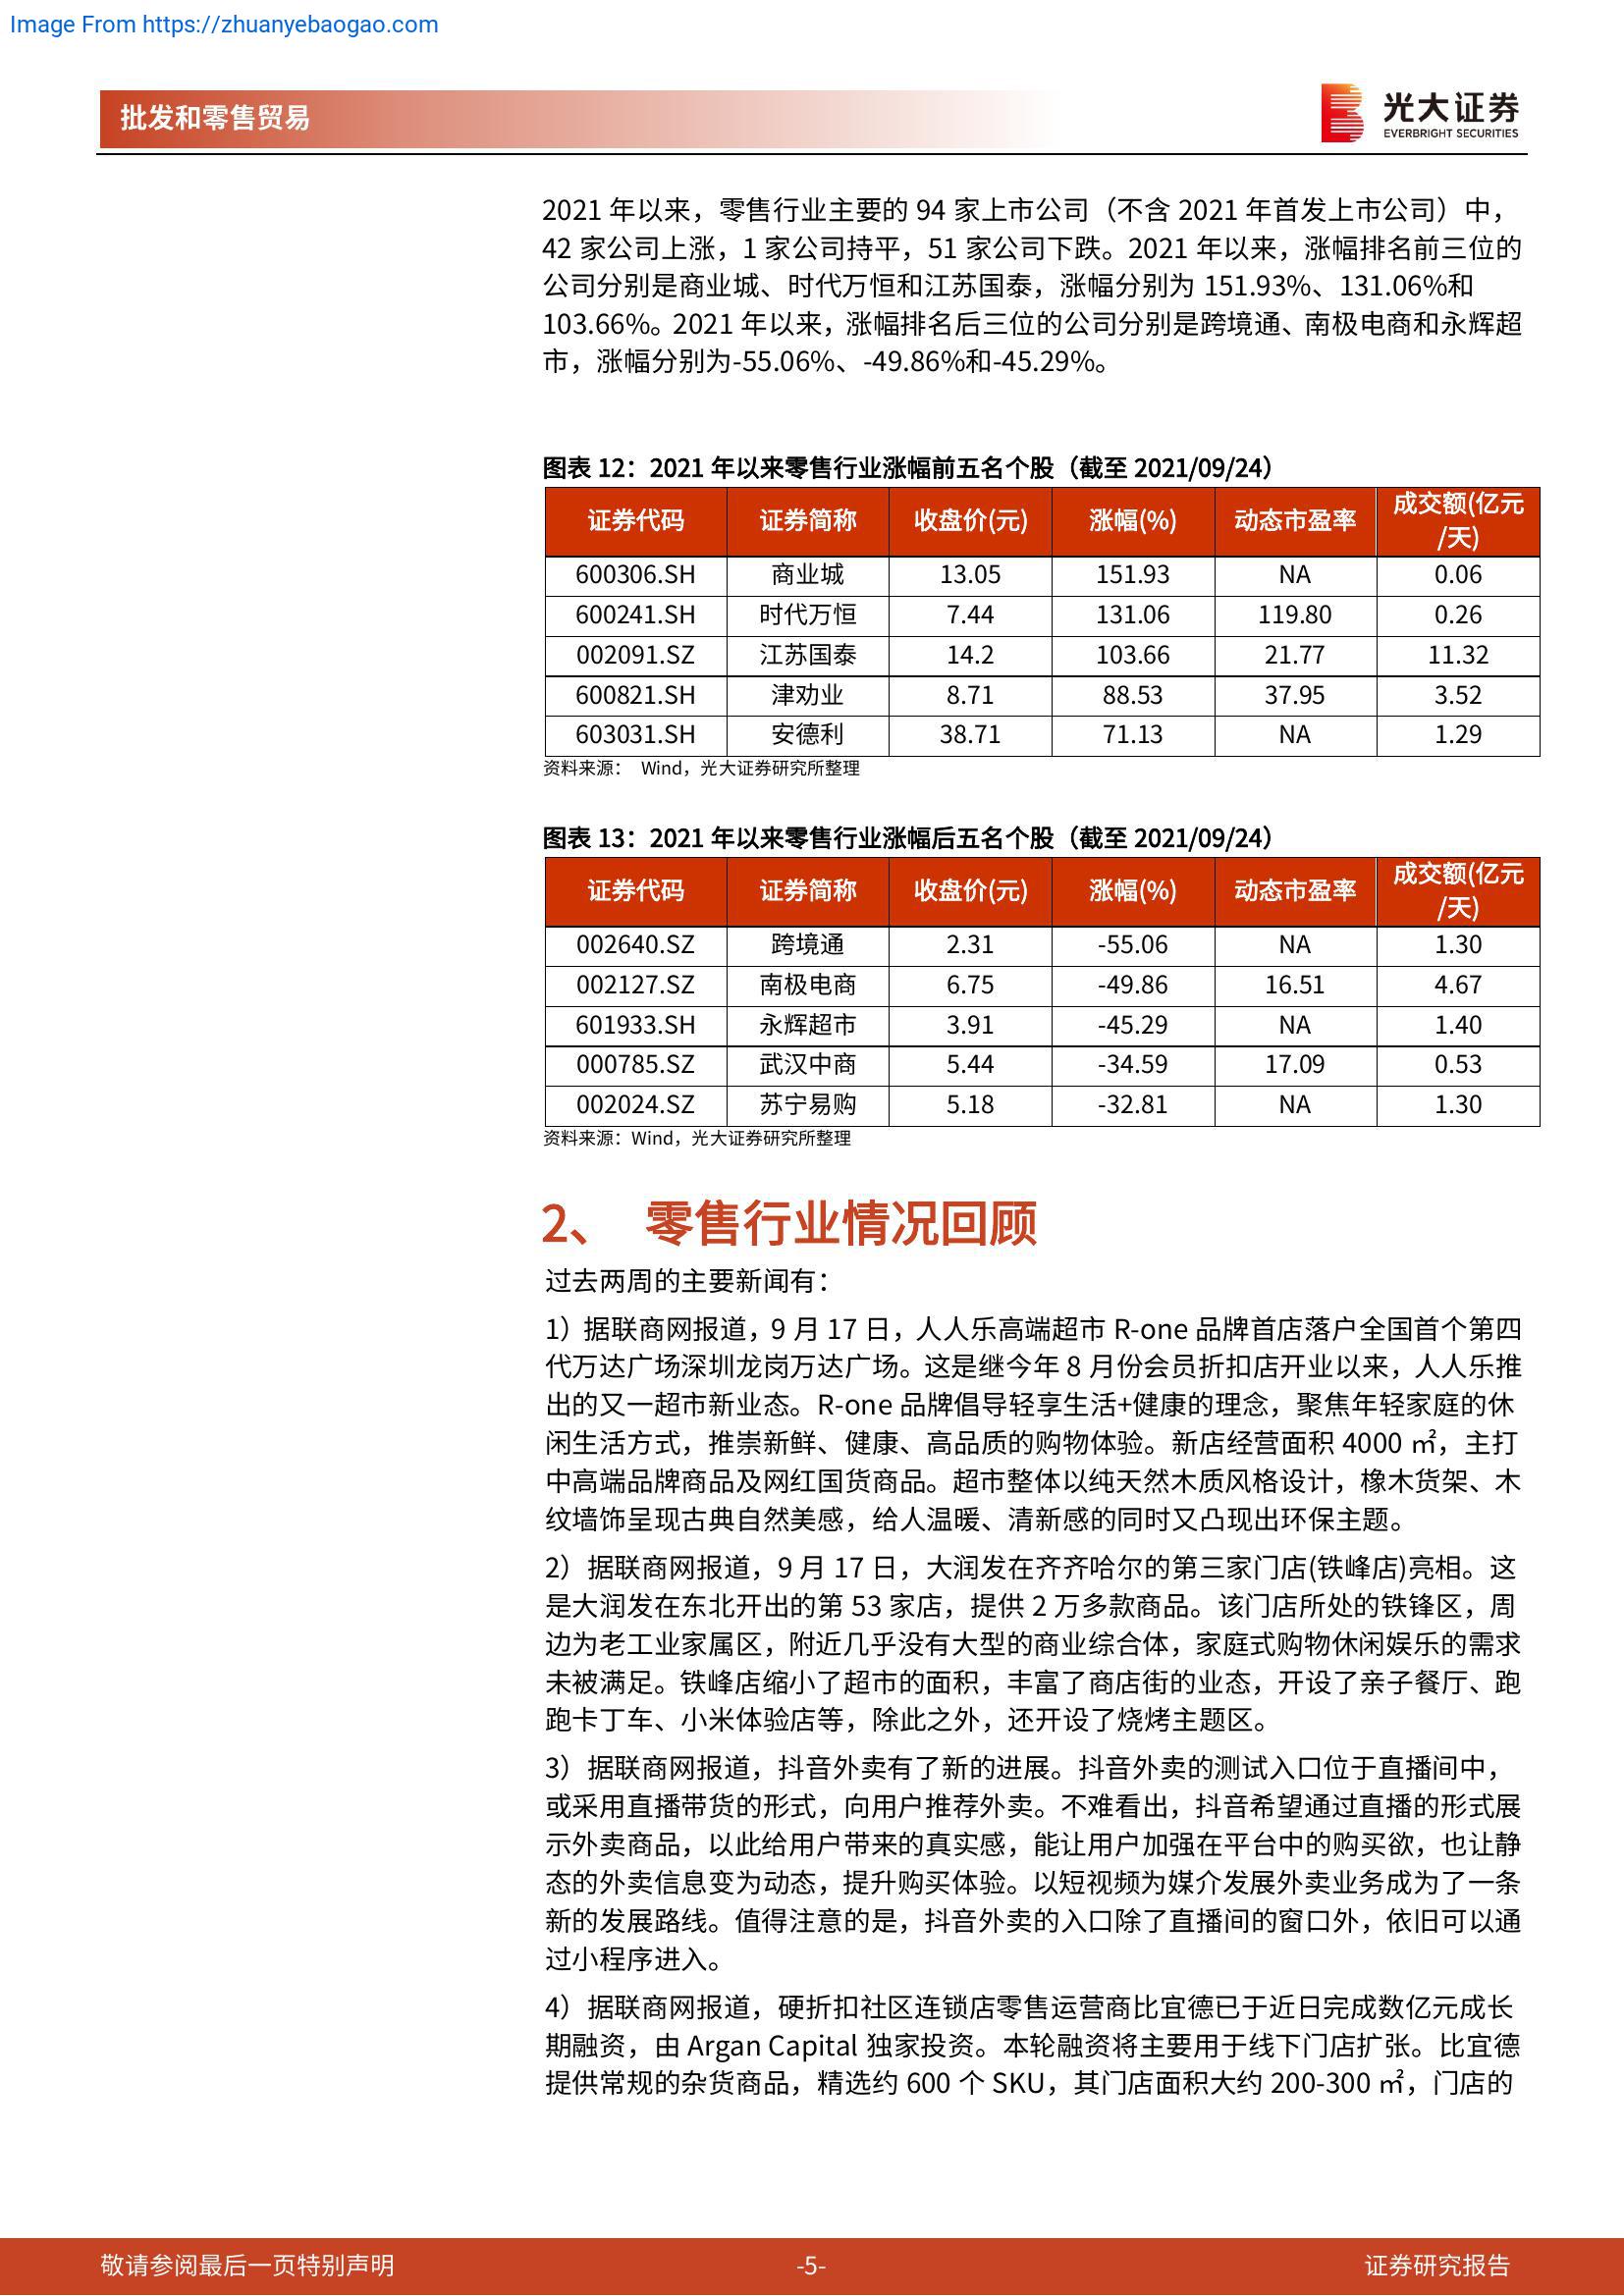 Image From https://zhuanyebaogao.com
批发和零售贸易
光大证券
EVERBRIGHT SECURITIES
2021 年以来，零售行业主要的 94 家上市公司（不含 2021 年首发上市公司）中，
42 家公司上涨，1 家公司持平，51 家公司下跌。2021 年以来，涨幅排名前三位的
公司分别是商业城、时代万恒和江苏国泰，涨幅分别为 151.93%、131.06%和
103.66%。2021 年以来，涨幅排名后三位的公司分别是跨境通、南极电商和永辉超
市，涨幅分别为-55.06%、-49.86%和-45.29%。
图表 12：2021 年以来零售行业涨幅前五名个股（截至 2021/09/24）
证券代码 证券简称 收盘价(元) 涨幅(%) 动态市盈率 成交额(亿元
/天)
600306.SH 商业城 13.05 151.93 NA 0.06
600241.SH 时代万恒 7.44 131.06 119.80 0.26
002091.SZ 江苏国泰 14.2 103.66 21.77 11.32
600821.SH 津劝业 8.71 88.53 37.95 3.52
603031.SH 安德利 38.71 71.13 NA 1.29
资料来源： Wind，光大证券研究所整理
图表 13：2021 年以来零售行业涨幅后五名个股（截至 2021/09/24）
证券代码 证券简称 收盘价(元) 涨幅(%) 动态市盈率 成交额(亿元
/天)
002640.SZ 跨境通 2.31 -55.06 NA 1.30
002127.SZ 南极电商 6.75 -49.86 16.51 4.67
601933.SH 永辉超市 3.91 -45.29 NA 1.40
000785.SZ 武汉中商 5.44 -34.59 17.09 0.53
002024.SZ 苏宁易购 5.18 -32.81 NA 1.30
资料来源：Wind，光大证券研究所整理
2、 零售行业情况回顾
过去两周的主要新闻有：
1）据联商网报道，9 月 17 日，人人乐高端超市 R-one 品牌首店落户全国首个第四
代万达广场深圳龙岗万达广场。这是继今年 8 月份会员折扣店开业以来，人人乐推
出的又一超市新业态。R-one 品牌倡导轻享生活+健康的理念，聚焦年轻家庭的休
闲生活方式，推崇新鲜、健康、高品质的购物体验。新店经营面积 4000 ㎡，主打
中高端品牌商品及网红国货商品。超市整体以纯天然木质风格设计，橡木货架、木
纹墙饰呈现古典自然美感，给人温暖、清新感的同时又凸现出环保主题。
2）据联商网报道，9 月 17 日，大润发在齐齐哈尔的第三家门店(铁峰店)亮相。这
是大润发在东北开出的第 53 家店，提供 2 万多款商品。该门店所处的铁锋区，周
边为老工业家属区，附近几乎没有大型的商业综合体，家庭式购物休闲娱乐的需求
未被满足。铁峰店缩小了超市的面积，丰富了商店街的业态，开设了亲子餐厅、跑
跑卡丁车、小米体验店等，除此之外，还开设了烧烤主题区。
3）据联商网报道，抖音外卖有了新的进展。抖音外卖的测试入口位于直播间中，
或采用直播带货的形式，向用户推荐外卖。不难看出，抖音希望通过直播的形式展
示外卖商品，以此给用户带来的真实感，能让用户加强在平台中的购买欲，也让静
态的外卖信息变为动态，提升购买体验。以短视频为媒介发展外卖业务成为了一条
新的发展路线。值得注意的是，抖音外卖的入口除了直播间的窗口外，依旧可以通
过小程序进入。
4）据联商网报道，硬折扣社区连锁店零售运营商比宜德已于近日完成数亿元成长
期融资，由 Argan Capital 独家投资。本轮融资将主要用于线下门店扩张。比宜德
提供常规的杂货商品，精选约 600 个 SKU，其门店面积大约 200-300 ㎡，门店的
敬请参阅最后一页特别声明 -5- 证券研究报告